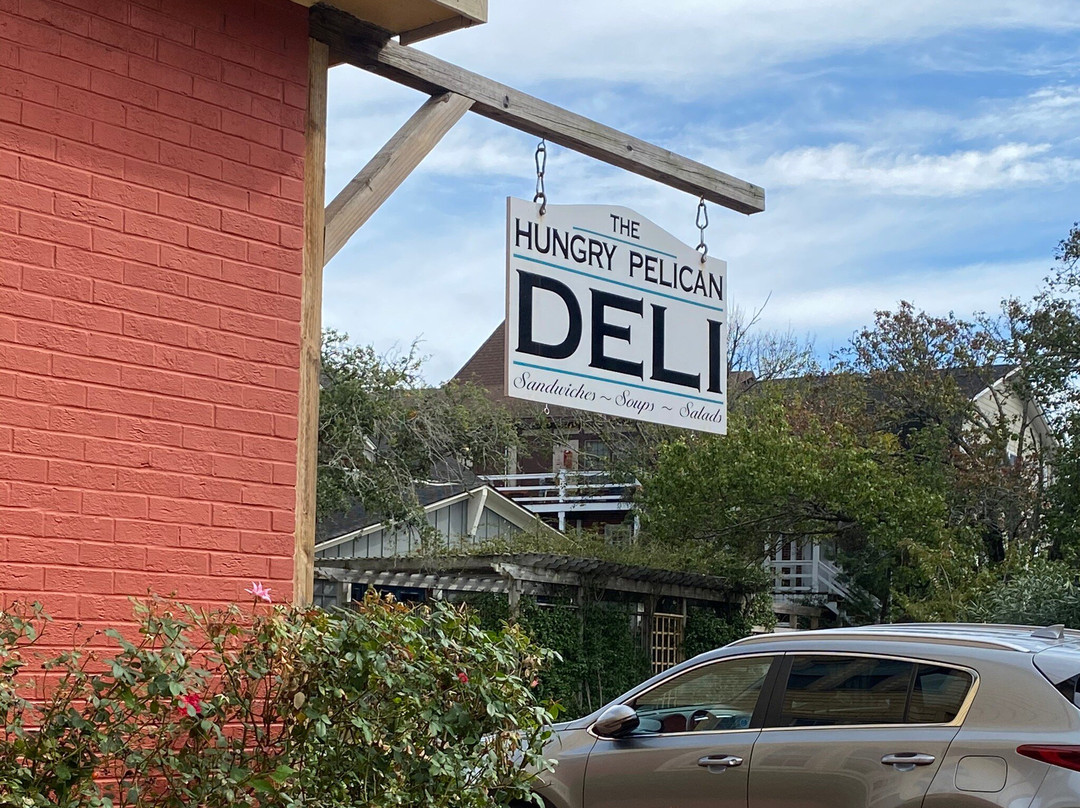 THE
HUNGRY PELICAN
DELI
Sandwiches ~ Soups ~ Salads